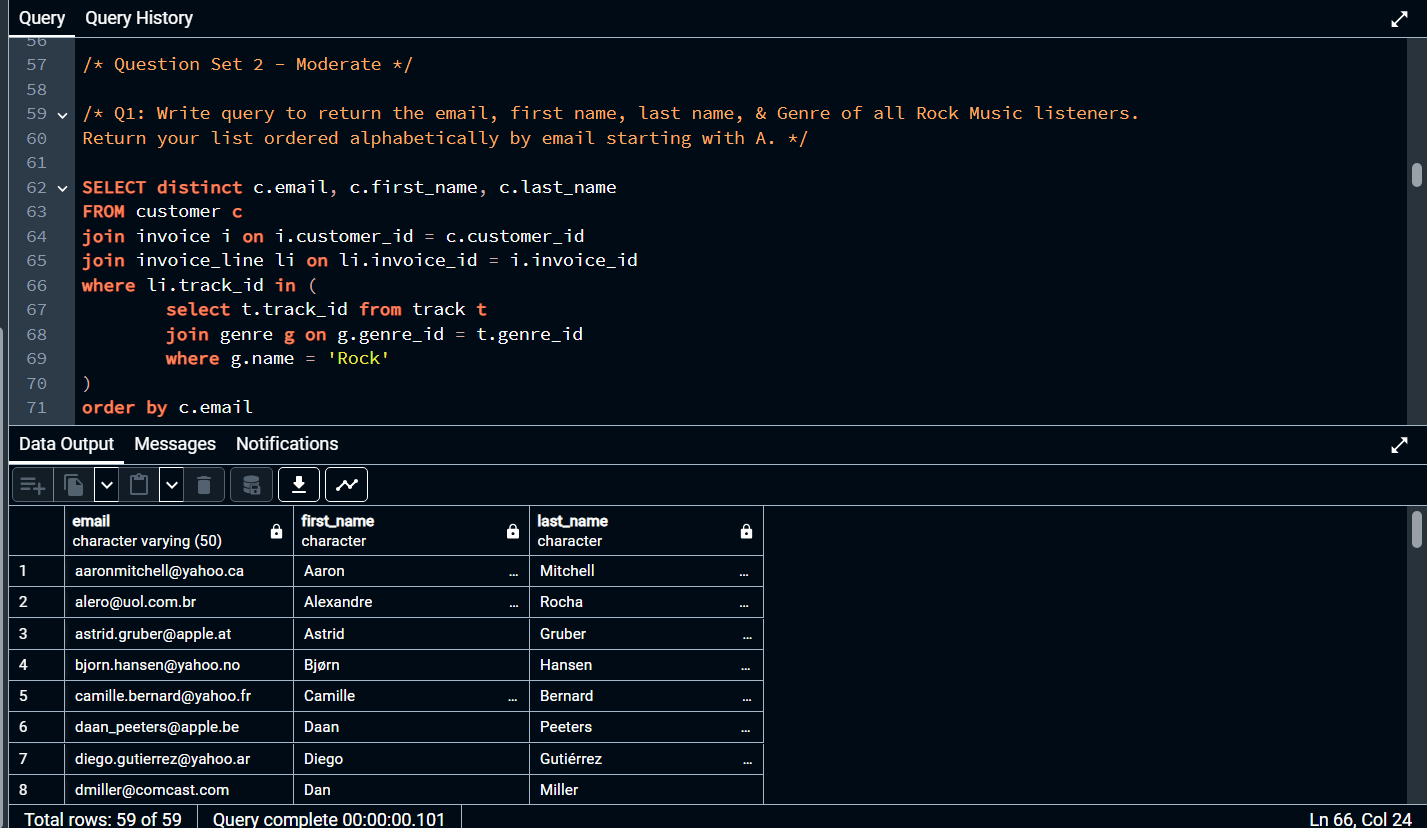 Query Query History
56
57 /* Question Set 2 - Moderate */
58
59 /* Q1: Write query to return the email, first name, last name, & Genre of all Rock Music listeners.
60 Return your list ordered alphabetically by email starting with A. */
61
62 SELECT distinct c.email, c.first_name, c.last_name
63 FROM customer c
64 join invoice i on i.customer_id = c.customer_id
65 join invoice_line li on li.invoice_id = i.invoice_id
66 where li.track_id in (
67 select t.track_id from track t
68 join genre g on g.genre_id = t.genre_id
69 where g.name = 'Rock'
70 )
71 order by c.email
Data Output Messages Notifications
email first_name last_name
character varying (50) character character
1 aaronmitchell@yahoo.ca Aaron ... Mitchell ...
2 alero@uol.com.br Alexandre ... Rocha ...
3 astrid.gruber@apple.at Astrid Gruber ...
4 bjorn.hansen@yahoo.no Bjørn Hansen ...
5 camille.bernard@yahoo.fr Camille ... Bernard ...
6 daan_peeters@apple.be Daan Peeters ...
7 diego.gutierrez@yahoo.ar Diego Gutiérrez ...
8 dmiller@comcast.com Dan Miller
Total rows: 59 of 59 Query complete 00:00:00.101 Ln 66, Col 24